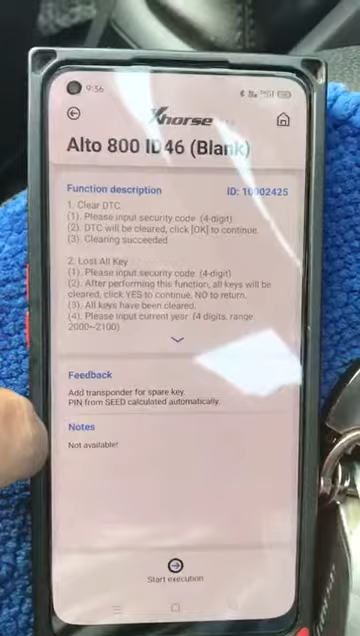 9:56
Xhorse
Alto 800 ID46 (Blank)
Function description ID: 10002425
1. Clear DTC
(1). Please input security code (4-digit)
(2). DTC will be cleared, click [OK] to continue.
(3). Clearing succeeded
2. Lost All Key
(1). Please input security code (4-digit)
(2). After performing this function, all keys will be
cleared, click YES to continue, NO to return.
(3). All keys have been cleared.
(4). Please input current year (4 digits, range
2000~2100)
Feedback
Add transponder for spare key.
PIN from SEED calculated automatically.
Notes
Not available!
Start execution